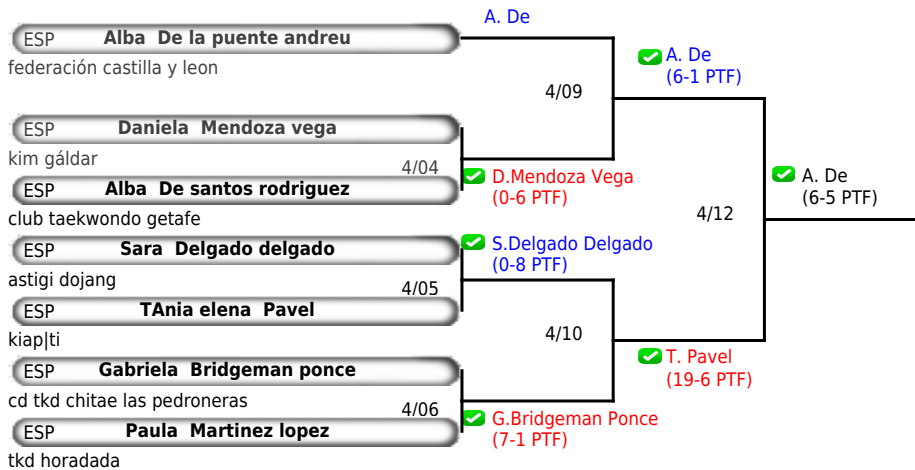 A. De
ESP Alba De la puente andreu
federación castilla y leon
A. De
(6-1 PTF)
4/09
ESP Daniela Mendoza vega
kim gáldar
4/04
D.Mendoza Vega
(0-6 PTF)
ESP Alba De santos rodriguez
club taekwondo getafe
A. De
(6-5 PTF)
4/12
ESP Sara Delgado delgado
astigi dojang
S.Delgado Delgado
(0-8 PTF)
4/05
ESP TAnia elena Pavel
kiap|ti
4/10
T. Pavel
(19-6 PTF)
ESP Gabriela Bridgeman ponce
cd tkd chitae las pedroneras
4/06
G.Bridgeman Ponce
(7-1 PTF)
ESP Paula Martinez lopez
tkd horadada